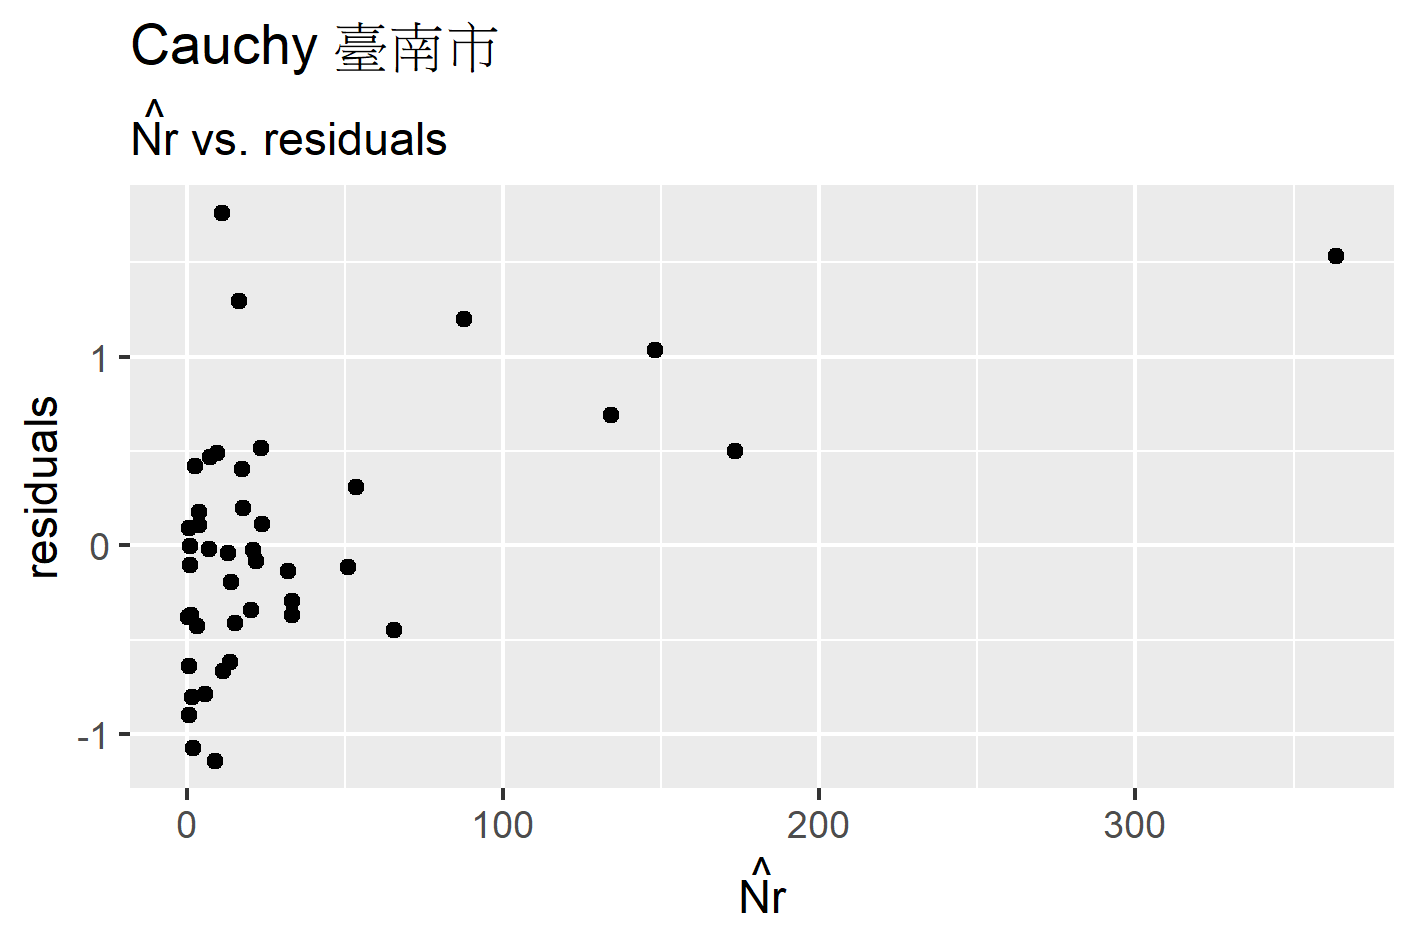 Cauchy 臺南市
N̂r vs. residuals
residuals
1
0
-1
0 100 200 300
N̂r